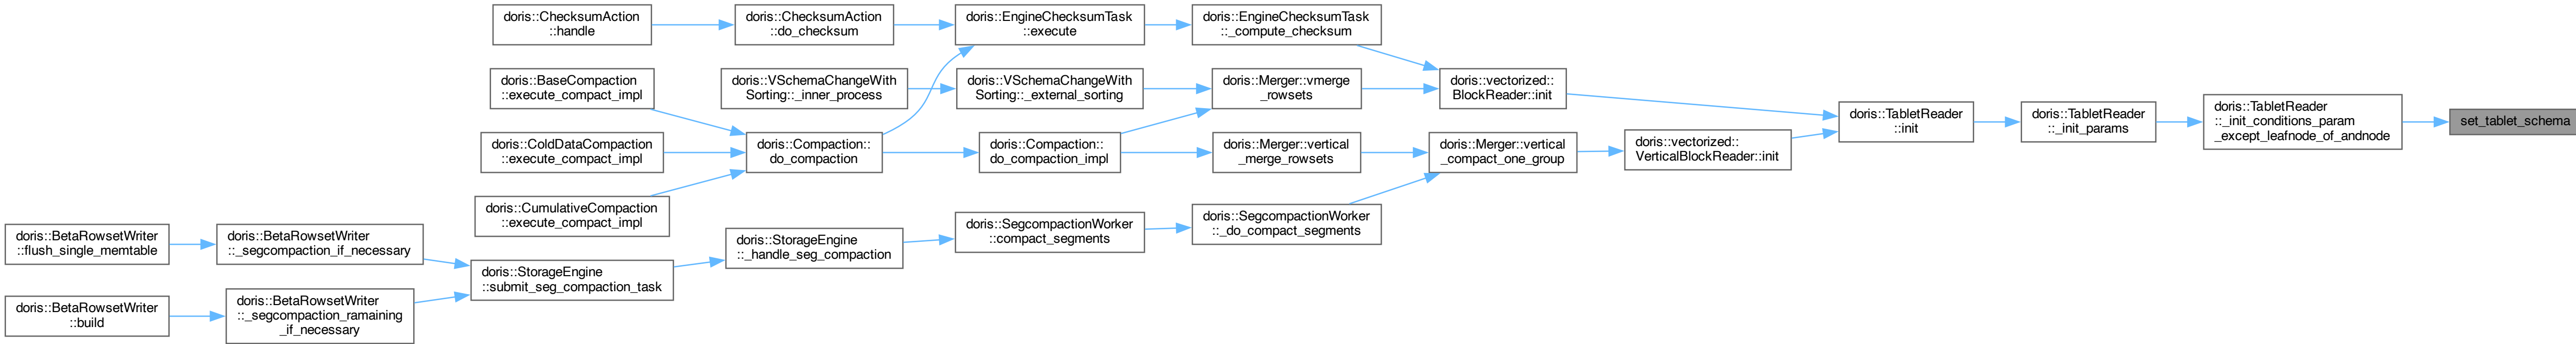 doris::ChecksumAction
::handle
doris::ChecksumAction
::do_checksum
doris::EngineChecksumTask
::execute
doris::EngineChecksumTask
::_compute_checksum
doris::BaseCompaction
::execute_compact_impl
doris::VSchemaChangeWith
Sorting::_inner_process
doris::VSchemaChangeWith
Sorting::_external_sorting
doris::Merger::vmerge
_rowsets
doris::vectorized::
BlockReader::init
doris::TabletReader
::init
doris::TabletReader
::_init_params
doris::TabletReader
::_init_conditions_param
_except_leafnode_of_andnode
set_tablet_schema
doris::ColdDataCompaction
::execute_compact_impl
doris::Compaction::
do_compaction
doris::Compaction::
do_compaction_impl
doris::Merger::vertical
_merge_rowsets
doris::Merger::vertical
_compact_one_group
doris::vectorized::
VerticalBlockReader::init
doris::CumulativeCompaction
::execute_compact_impl
doris::BetaRowsetWriter
::flush_single_memtable
doris::BetaRowsetWriter
::_segcompaction_if_necessary
doris::StorageEngine
::submit_seg_compaction_task
doris::StorageEngine
::_handle_seg_compaction
doris::SegcompactionWorker
::compact_segments
doris::SegcompactionWorker
::_do_compact_segments
doris::BetaRowsetWriter
::build
doris::BetaRowsetWriter
::_segcompaction_ramaining
_if_necessary